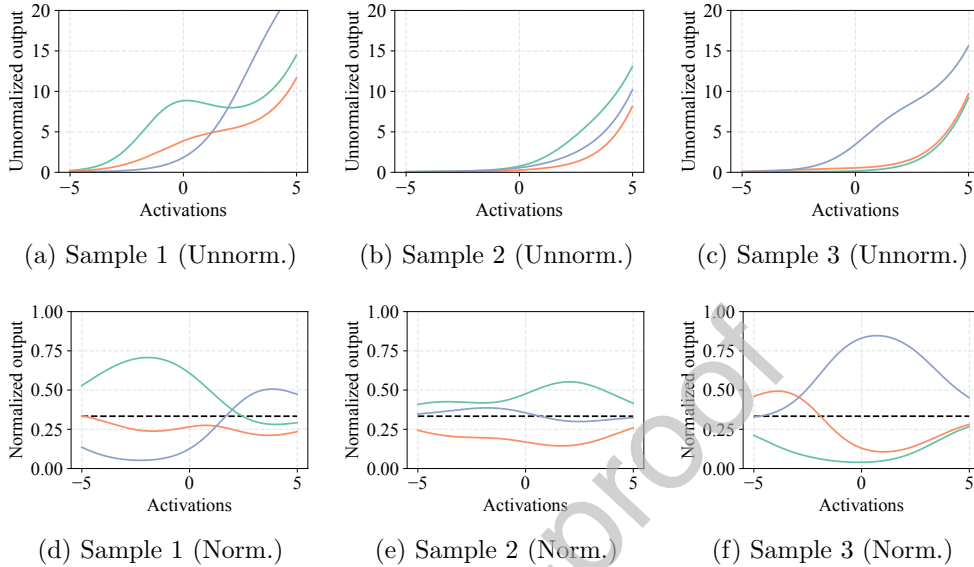 20 20 20
Unnormalized output Unnormalized output Unnormalized output
15 15 15
10 10 10
5 5 5
0 0 0
−5 0 5 −5 0 5 −5 0 5
Activations Activations Activations
(a) Sample 1 (Unnorm.) (b) Sample 2 (Unnorm.) (c) Sample 3 (Unnorm.)
1.00 1.00 1.00
Normalized output Normalized output Normalized output
0.75 0.75 0.75
0.50 0.50 0.50
0.25 0.25 0.25
0.00 0.00 0.00
−5 0 5 −5 0 5 −5 0 5
Activations Activations Activations
(d) Sample 1 (Norm.) (e) Sample 2 (Norm.) (f) Sample 3 (Norm.)
proof